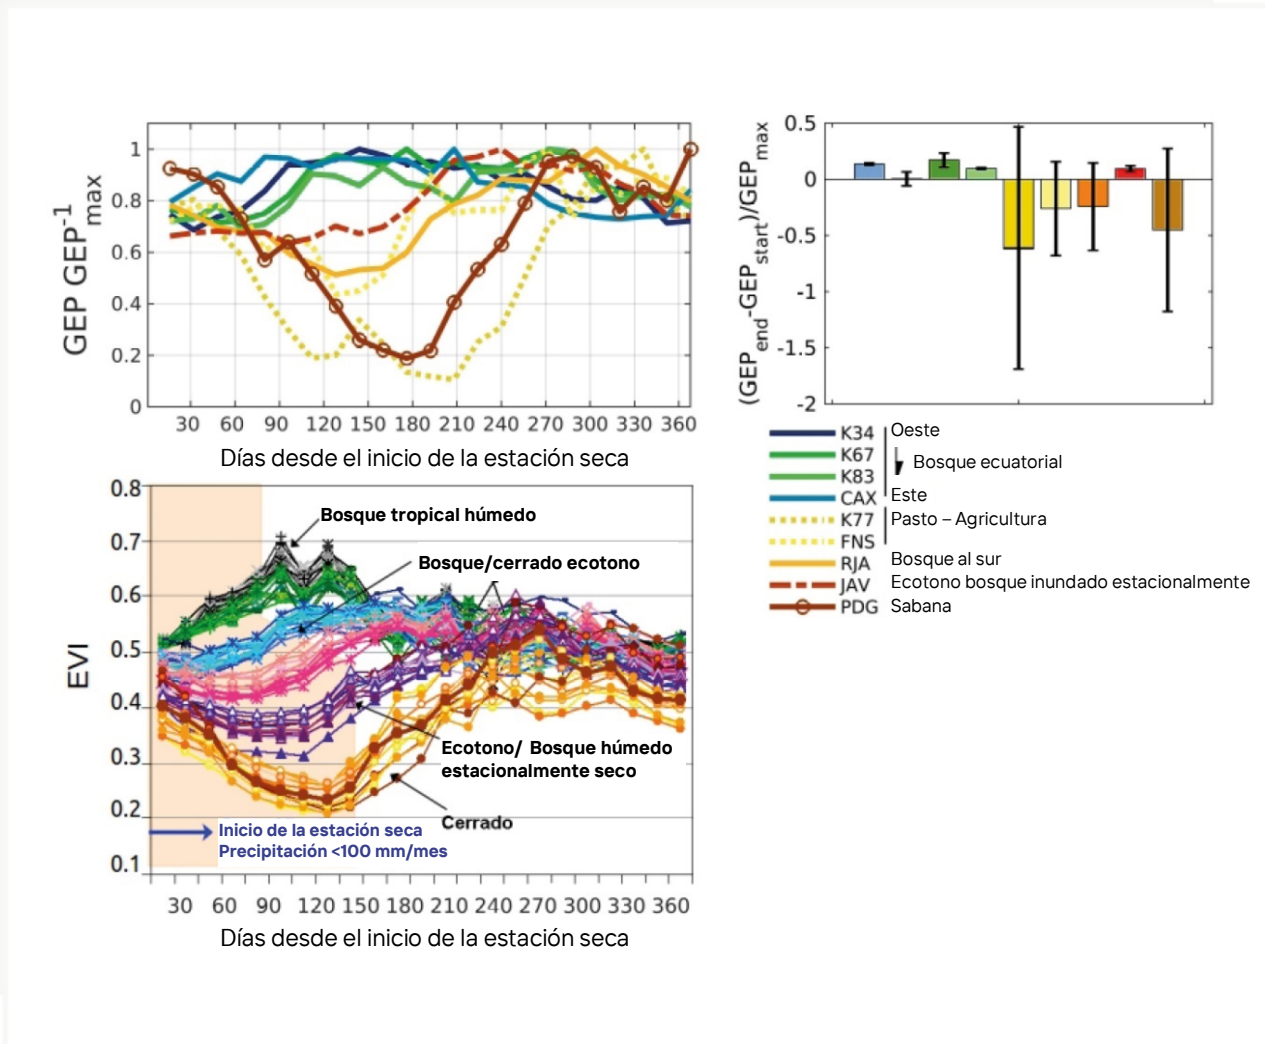 GEP GEP-1max
1
0.8
0.6
0.4
0.2
0
30 60 90 120 150 180 210 240 270 300 330 360
Días desde el inicio de la estación seca
(GEPend-GEPstart)/GEPmax
0.5
0
-0.5
-1
-1.5
-2
K34 Oeste
K67
Bosque ecuatorial
K83
CAX Este
K77 Pasto – Agricultura
FNS
RJA Bosque al sur
JAV Ecotono bosque inundado estacionalmente
PDG Sabana
EVI
0.8
0.7
0.6
0.5
0.4
0.3
0.2
0.1
Bosque tropical húmedo
Bosque/cerrado ecotono
Ecotono/ Bosque húmedo
estacionalmente seco
Cerrado
Inicio de la estación seca
Precipitación <100 mm/mes
30 60 90 120 150 180 210 240 270 300 330 360
Días desde el inicio de la estación seca